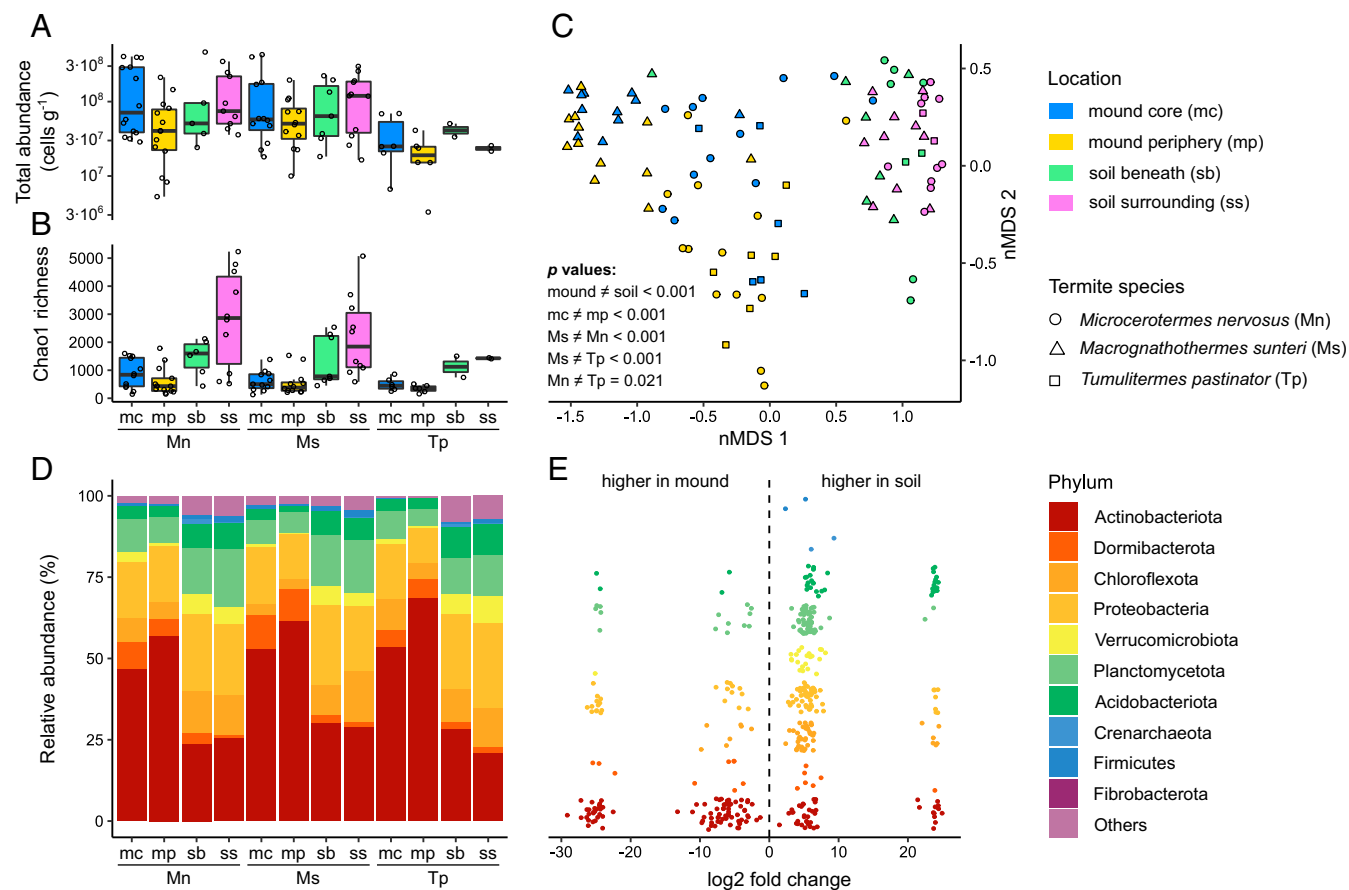 A
Total abundance
(cells g⁻¹)
3·10⁸
10⁸
3·10⁷
10⁷
3·10⁶
B
Chao1 richness
5000
4000
3000
2000
1000
0
mc mp sb ss mc mp sb ss mc mp sb ss
Mn Ms Tp
C
p values:
mound ≠ soil < 0.001
mc ≠ mp < 0.001
Ms ≠ Mn < 0.001
Ms ≠ Tp < 0.001
Mn ≠ Tp = 0.021
0.5
0.0
-0.5
-1.0
nMDS 2
-1.5 -1.0 -0.5 0.0 0.5 1.0
nMDS 1
Location
mound core (mc)
mound periphery (mp)
soil beneath (sb)
soil surrounding (ss)
Termite species
Microcerotermes nervosus (Mn)
Macrognathothermes sunteri (Ms)
Tumulitermes pastinator (Tp)
D
Relative abundance (%)
100
75
50
25
0
mc mp sb ss mc mp sb ss mc mp sb ss
Mn Ms Tp
E
higher in mound higher in soil
-30 -20 -10 0 10 20
log2 fold change
Phylum
Actinobacteriota
Dormibacterota
Chloroflexota
Proteobacteria
Verrucomicrobiota
Planctomycetota
Acidobacteriota
Crenarchaeota
Firmicutes
Fibrobacterota
Others